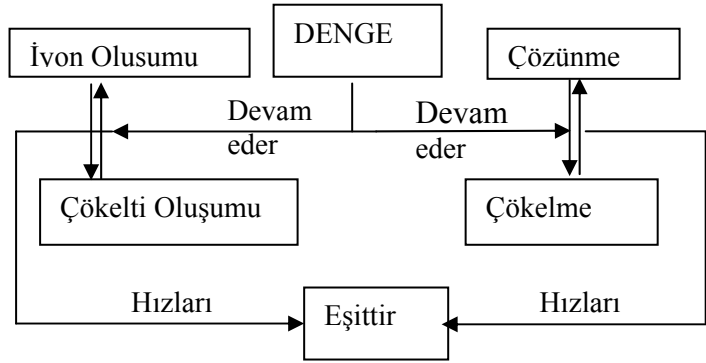 DENGE
İvon Olusumu
Çözünme
Devam
eder
Devam
eder
Çökelti Oluşumu
Çökelme
Hızları
Eşittir
Hızları